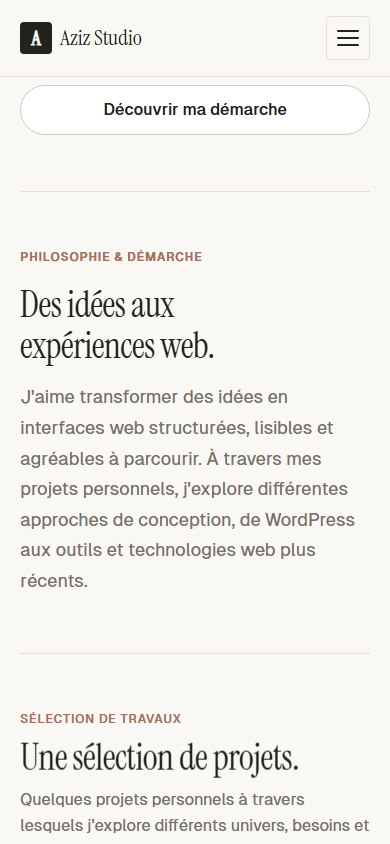 A Aziz Studio
Découvrir ma démarche
PHILOSOPHIE & DÉMARCHE
Des idées aux
expériences web.
J'aime transformer des idées en
interfaces web structurées, lisibles et
agréables à parcourir. À travers mes
projets personnels, j'explore différentes
approches de conception, de WordPress
aux outils et technologies web plus
récents.
SÉLECTION DE TRAVAUX
Une sélection de projets.
Quelques projets personnels à travers
lesquels j'explore différents univers, besoins et